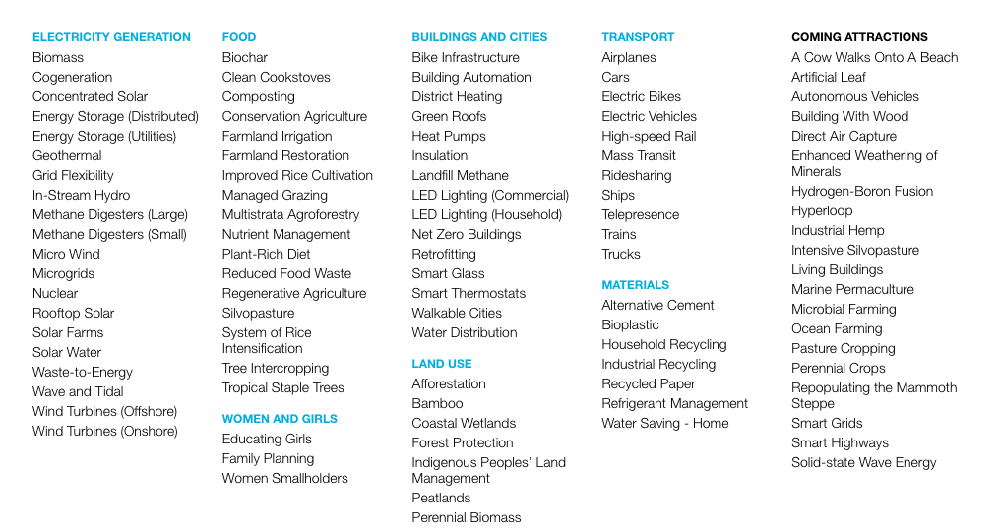 ELECTRICITY GENERATION
Biomass
Cogeneration
Concentrated Solar
Energy Storage (Distributed)
Energy Storage (Utilities)
Geothermal
Grid Flexibility
In-Stream Hydro
Methane Digesters (Large)
Methane Digesters (Small)
Micro Wind
Microgrids
Nuclear
Rooftop Solar
Solar Farms
Solar Water
Waste-to-Energy
Wave and Tidal
Wind Turbines (Offshore)
Wind Turbines (Onshore)
FOOD
Biochar
Clean Cookstoves
Composting
Conservation Agriculture
Farmland Irrigation
Farmland Restoration
Improved Rice Cultivation
Managed Grazing
Multistrata Agroforestry
Nutrient Management
Plant-Rich Diet
Reduced Food Waste
Regenerative Agriculture
Silvopasture
System of Rice
Intensification
Tree Intercropping
Tropical Staple Trees
WOMEN AND GIRLS
Educating Girls
Family Planning
Women Smallholders
BUILDINGS AND CITIES
Bike Infrastructure
Building Automation
District Heating
Green Roofs
Heat Pumps
Insulation
Landfill Methane
LED Lighting (Commercial)
LED Lighting (Household)
Net Zero Buildings
Retrofitting
Smart Glass
Smart Thermostats
Walkable Cities
Water Distribution
LAND USE
Afforestation
Bamboo
Coastal Wetlands
Forest Protection
Indigenous Peoples’ Land
Management
Peatlands
Perennial Biomass
TRANSPORT
Airplanes
Cars
Electric Bikes
Electric Vehicles
High-speed Rail
Mass Transit
Ridesharing
Ships
Telepresence
Trains
Trucks
MATERIALS
Alternative Cement
Bioplastic
Household Recycling
Industrial Recycling
Recycled Paper
Refrigerant Management
Water Saving - Home
COMING ATTRACTIONS
A Cow Walks Onto A Beach
Artificial Leaf
Autonomous Vehicles
Building With Wood
Direct Air Capture
Enhanced Weathering of
Minerals
Hydrogen-Boron Fusion
Hyperloop
Industrial Hemp
Intensive Silvopasture
Living Buildings
Marine Permaculture
Microbial Farming
Ocean Farming
Pasture Cropping
Perennial Crops
Repopulating the Mammoth
Steppe
Smart Grids
Smart Highways
Solid-state Wave Energy